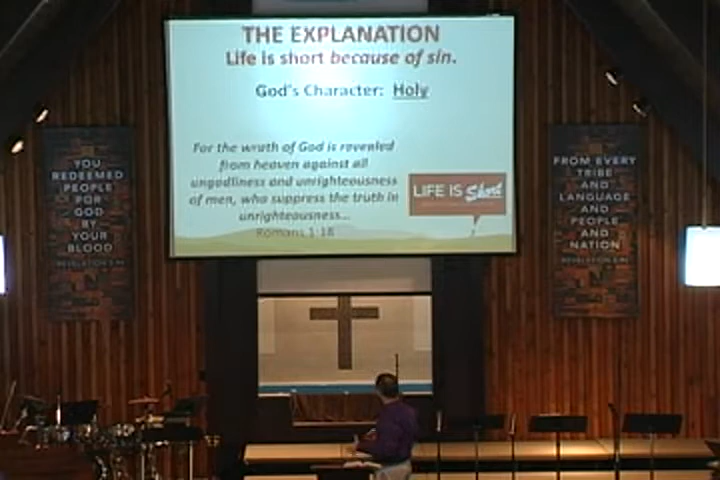 THE EXPLANATION
Life is short because of sin.
God's Character: Holy
For the wrath of God is revealed
from heaven against all
ungodliness and unrighteousness
of men, who suppress the truth in
unrighteousness...
Romans 1:18
LIFE IS Short
YOU
REDEEMED
PEOPLE
FOR
GOD
BY
YOUR
BLOOD
REVELATION
FROM EVERY
TRIBE
AND
LANGUAGE
AND
PEOPLE
AND
NATION
REVELATION